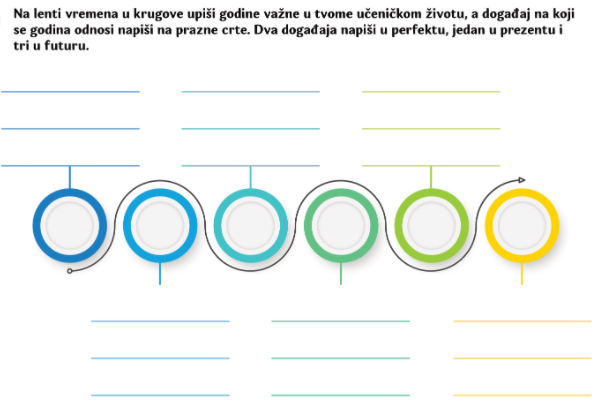 Na lenti vremena u krugove upiši godine važne u tvome učeničkom životu, a događaj na koji
se godina odnosi napiši na prazne crte. Dva događaja napiši u perfektu, jedan u prezentu i
tri u futuru.